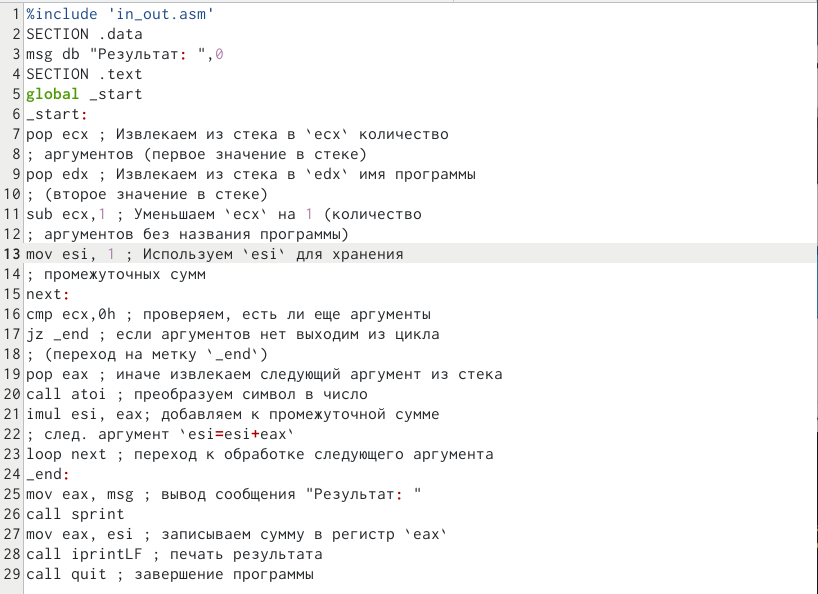 1 %include 'in_out.asm'
2 SECTION .data
3 msg db "Результат: ",0
4 SECTION .text
5 global _start
6 _start:
7 pop ecx ; Извлекаем из стека в `ecx` количество
8 ; аргументов (первое значение в стеке)
9 pop edx ; Извлекаем из стека в `edx` имя программы
10 ; (второе значение в стеке)
11 sub ecx,1 ; Уменьшаем `ecx` на 1 (количество
12 ; аргументов без названия программы)
13 mov esi, 1 ; Используем `esi` для хранения
14 ; промежуточных сумм
15 next:
16 cmp ecx,0h ; проверяем, есть ли еще аргументы
17 jz _end ; если аргументов нет выходим из цикла
18 ; (переход на метку `_end`)
19 pop eax ; иначе извлекаем следующий аргумент из стека
20 call atoi ; преобразуем символ в число
21 imul esi, eax; добавляем к промежуточной сумме
22 ; след. аргумент `esi=esi+eax`
23 loop next ; переход к обработке следующего аргумента
24 _end:
25 mov eax, msg ; вывод сообщения "Результат: "
26 call sprint
27 mov eax, esi ; записываем сумму в регистр `eax`
28 call iprintLF ; печать результата
29 call quit ; завершение программы